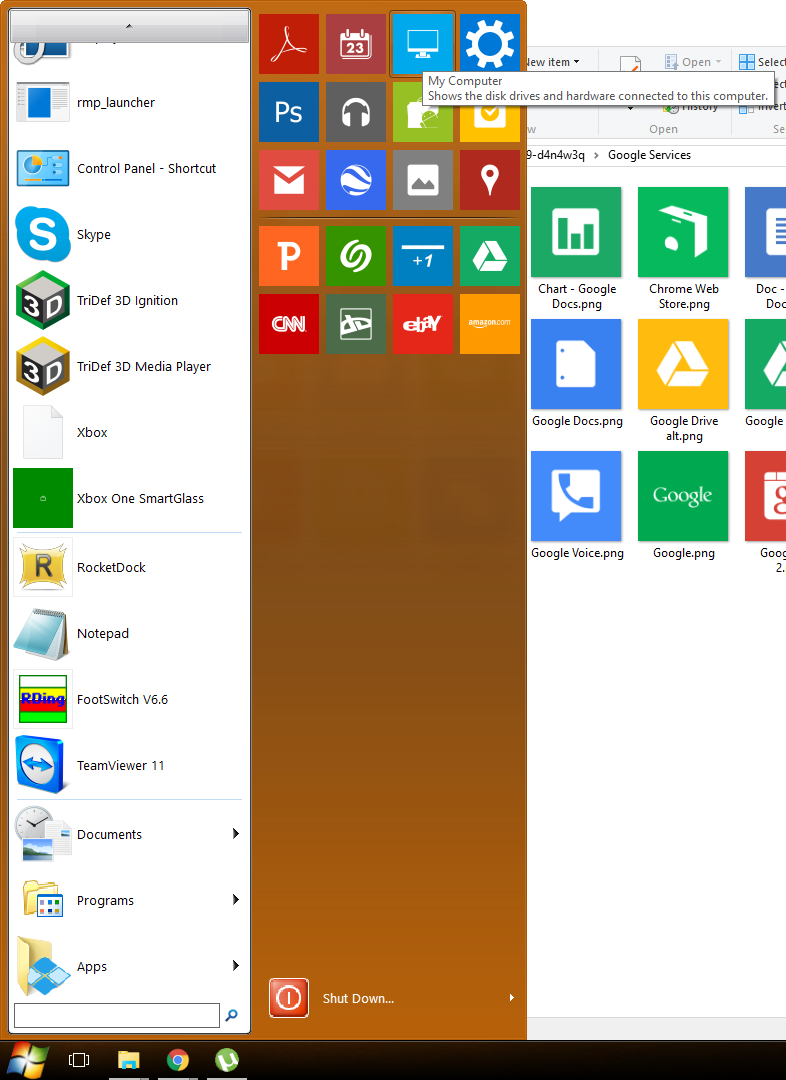 rmp_launcher
Control Panel - Shortcut
Skype
TriDef 3D Ignition
TriDef 3D Media Player
Xbox
Xbox One SmartGlass
RocketDock
Notepad
FootSwitch V6.6
TeamViewer 11
Documents
Programs
Apps
S
3D
3D
R
RDing
23
Ps
P
+1
CNN
ebay
amazon.com
My Computer
Shows the disk drives and hardware connected to this computer.
Shut Down...
New item
Open
Select
History
Open
9-d4n4w3q
Google Services
Chart - Google
Docs.png
Chrome Web
Store.png
Doc -
Google Docs.png
Google Drive
alt.png
Google
Google
Google Voice.png
Google.png
2.